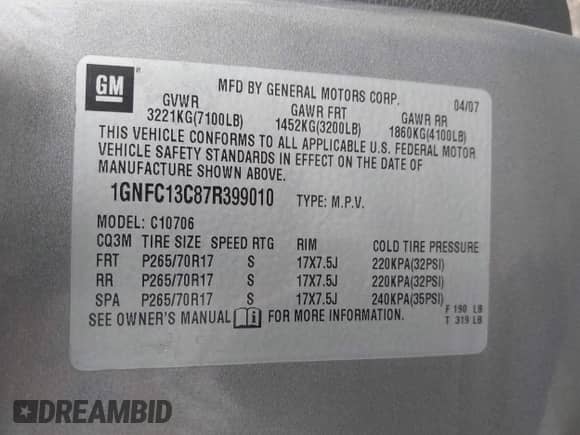 GM
MFD BY GENERAL MOTORS CORP. 04/07
GVWR GAWR FRT GAWR RR
3221KG(7100LB) 1452KG(3200LB) 1860KG(4100LB)
THIS VEHICLE CONFORMS TO ALL APPLICABLE U.S. FEDERAL MOTOR
VEHICLE SAFETY STANDARDS IN EFFECT ON THE DATE OF
MANUFACTURE SHOWN ABOVE.
1GNFC13C87R399010 TYPE: M.P.V.
MODEL: C10706
CQ3M TIRE SIZE SPEED RTG RIM COLD TIRE PRESSURE
FRT P265/70R17 S 17X7.5J 220KPA(32PSI)
RR P265/70R17 S 17X7.5J 220KPA(32PSI)
SPA P265/70R17 S 17X7.5J 240KPA(35PSI)
SEE OWNER'S MANUAL FOR MORE INFORMATION.
F 190 LB
T 319 LB
DREAMBID